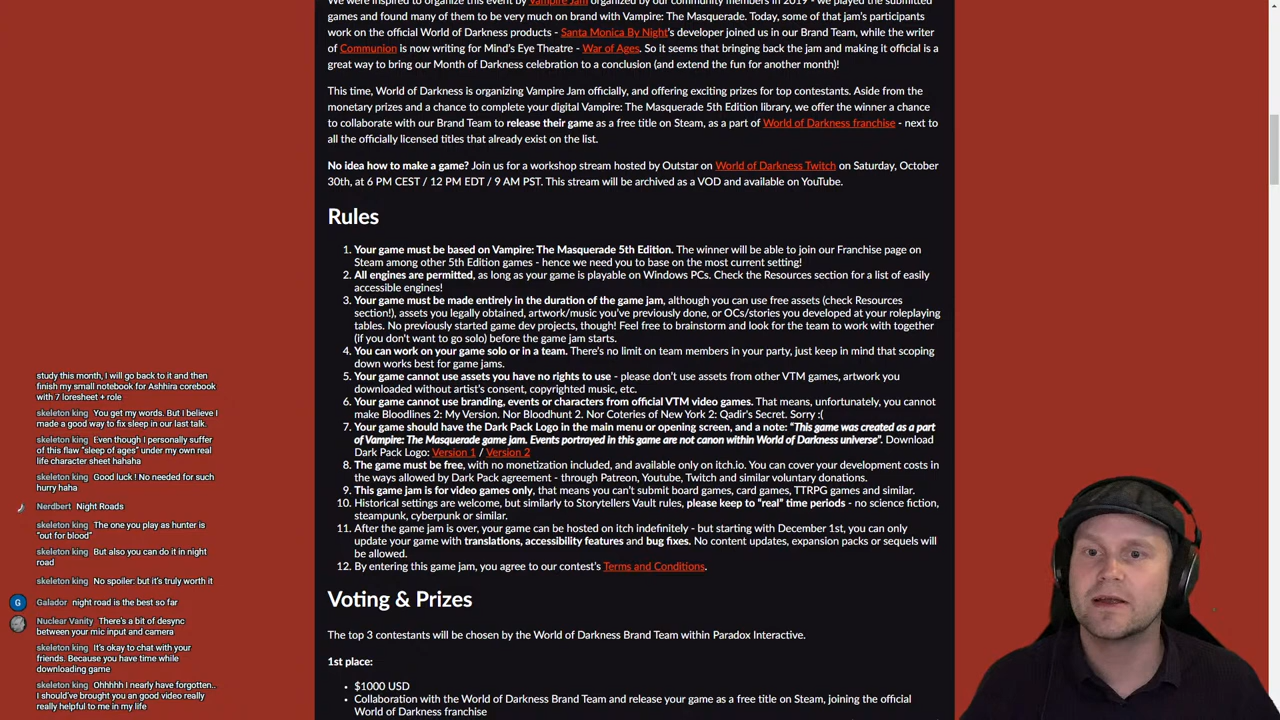 We were inspired to organize this event by Vampire Jam organized by our community members in 2019 - we played the submitted
games and found many of them to be very much on brand with Vampire: The Masquerade. Today, some of that jam's participants
work on the official World of Darkness products - Santa Monica By Night's developer joined us in our Brand Team, while the writer
of Communion is now writing for Mind's Eye Theatre - War of Ages. So it seems that bringing back the jam and making it official is a
great way to bring our Month of Darkness celebration to a conclusion (and extend the fun for another month)!
This time, World of Darkness is organizing Vampire Jam officially, and offering exciting prizes for top contestants. Aside from the
monetary prizes and a chance to complete your digital Vampire: The Masquerade 5th Edition library, we offer the winner a chance
to collaborate with our Brand Team to release their game as a free title on Steam, as a part of World of Darkness franchise - next to
all the officially licensed titles that already exist on the list.
No idea how to make a game? Join us for a workshop stream hosted by Outstar on World of Darkness Twitch on Saturday, October
30th, at 6 PM CEST / 12 PM EDT / 9 AM PST. This stream will be archived as a VOD and available on YouTube.
Rules
1. Your game must be based on Vampire: The Masquerade 5th Edition. The winner will be able to join our Franchise page on
Steam among other 5th Edition games - hence we need you to base on the most current setting!
2. All engines are permitted, as long as your game is playable on Windows PCs. Check the Resources section for a list of easily
accessible engines!
3. Your game must be made entirely in the duration of the game jam, although you can use free assets (check Resources
section!), assets you legally obtained, artwork/music you've previously done, or OCs/stories you developed at your roleplaying
tables. No previously started game dev projects, though! Feel free to brainstorm and look for the team to work with together
(if you don't want to go solo) before the game jam starts.
4. You can work on your game solo or in a team. There's no limit on team members in your party, just keep in mind that scoping
down works best for game jams.
5. Your game cannot use assets you have no rights to use - please don't use assets from other VTM games, artwork you
downloaded without artist's consent, copyrighted music, etc.
6. Your game cannot use branding, events or characters from official VTM video games. That means, unfortunately, you cannot
make Bloodlines 2: My Version. Nor Bloodhunt 2. Nor Coteries of New York 2: Qadir's Secret. Sorry :(
7. Your game should have the Dark Pack Logo in the main menu or opening screen, and a note: "This game was created as a part
of Vampire: The Masquerade game jam. Events portrayed in this game are not canon within World of Darkness universe". Download
Dark Pack Logo: Version 1 / Version 2
8. The game must be free, with no monetization included, and available only on itch.io. You can cover your development costs in
the ways allowed by Dark Pack agreement - through Patreon, Youtube, Twitch and similar voluntary donations.
9. This game jam is for video games only, that means you can't submit board games, card games, TTRPG games and similar.
10. Historical settings are welcome, but similarly to Storytellers Vault rules, please keep to "real" time periods - no science fiction,
steampunk, cyberpunk or similar.
11. After the game jam is over, your game can be hosted on itch indefinitely - but starting with December 1st, you can only
update your game with translations, accessibility features and bug fixes. No content updates, expansion packs or sequels will
be allowed.
12. By entering this game jam, you agree to our contest's Terms and Conditions.
Voting & Prizes
The top 3 contestants will be chosen by the World of Darkness Brand Team within Paradox Interactive.
1st place:
• $1000 USD
• Collaboration with the World of Darkness Brand Team and release your game as a free title on Steam, joining the official
World of Darkness franchise
study this month, I will go back to it and then
finish my small notebook for Ashhira corebook
with 7 loresheet + role
skeleton king You get my words. But I believe I
made a good way to fix sleep in our last talk.
skeleton king Even though I personally suffer
of this flaw "sleep of ages" under my own real
life character sheet hahaha
skeleton king Good luck ! No needed for such
hurry haha
Nerdbert Night Roads
skeleton king The one you play as hunter is
"out for blood"
skeleton king But also you can do it in night
road
skeleton king No spoiler: but it's truly worth it
G Galador night road is the best so far
Nuclear Vanity There's a bit of desync
between your mic input and camera
skeleton king It's okay to chat with your
friends. Because you have time while
downloading game
skeleton king Ohhhhh I nearly have forgotten..
I should've brought you an good video really
really helpful to me in my life